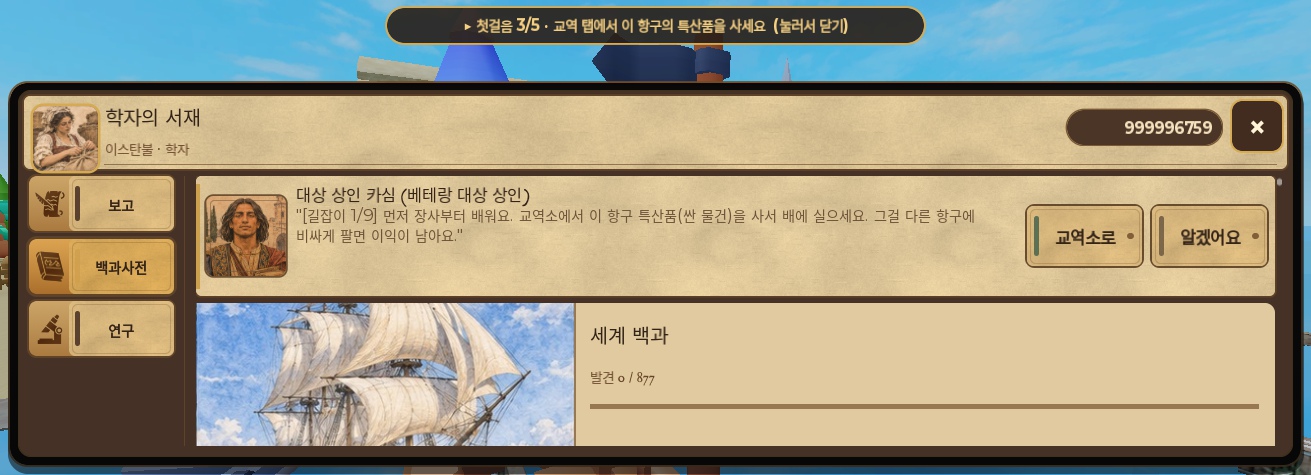 ▸ 첫걸음 3/5 · 교역 탭에서 이 항구의 특산품을 사세요 (눌러서 닫기)
학자의 서재
이스탄불 · 학자
999996759
×
보고
백과사전
연구
대상 상인 카심 (베테랑 대상 상인)
"[길잡이 1/9] 먼저 장사부터 배워요. 교역소에서 이 항구 특산품(싼 물건)을 사서 배에 실으세요. 그걸 다른 항구에
비싸게 팔면 이익이 남아요."
교역소로
알겠어요
세계 백과
발견 0 / 877